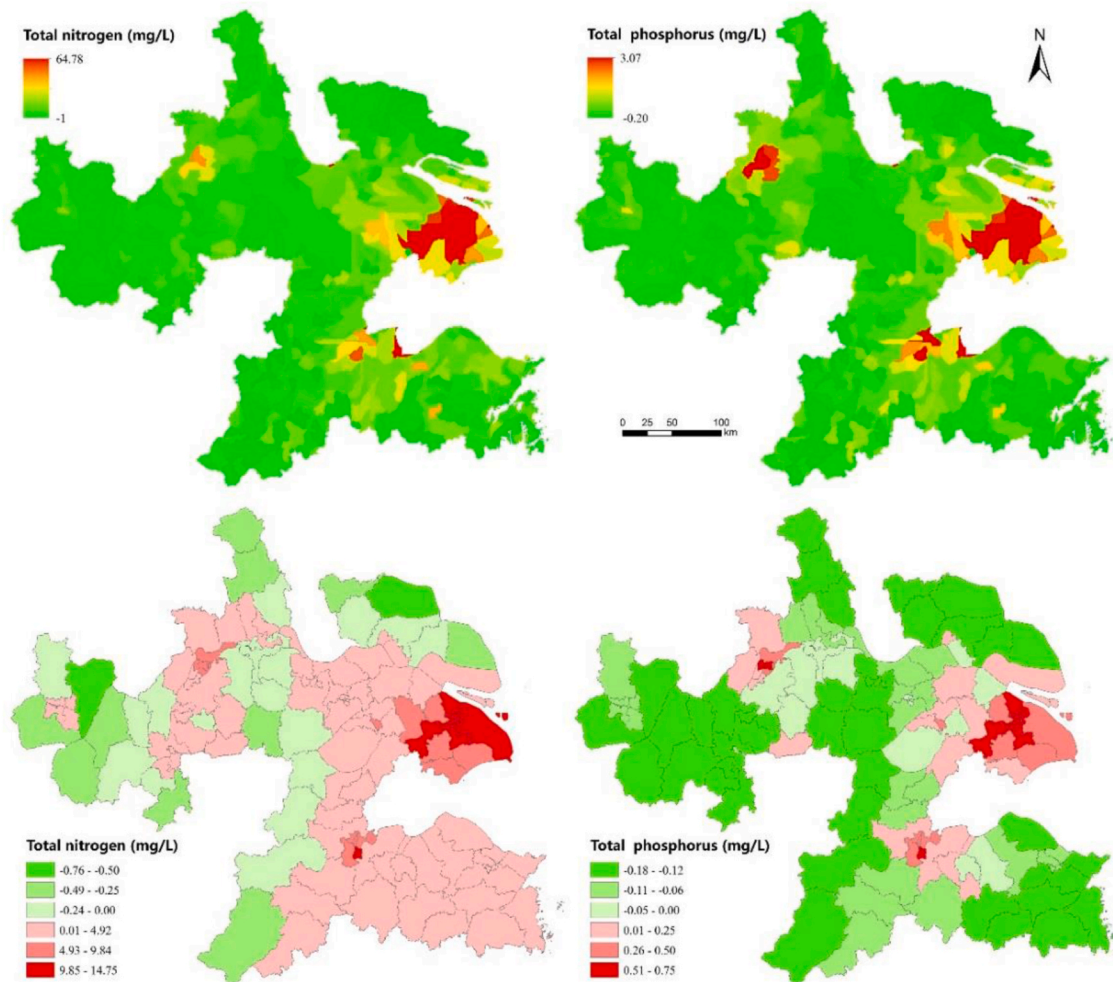 Total nitrogen (mg/L)
64.78
-1
Total phosphorus (mg/L)
3.07
-0.20
N
0 25 50 100
km
Total nitrogen (mg/L)
-0.76 - -0.50
-0.49 - -0.25
-0.24 - 0.00
0.01 - 4.92
4.93 - 9.84
9.85 - 14.75
Total phosphorus (mg/L)
-0.18 - -0.12
-0.11 - -0.06
-0.05 - 0.00
0.01 - 0.25
0.26 - 0.50
0.51 - 0.75